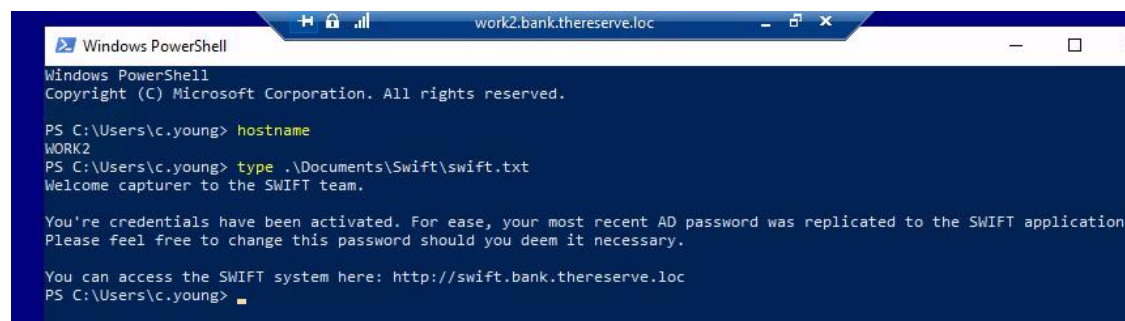 work2.bank.thereserve.loc
Windows PowerShell
Windows PowerShell
Copyright (C) Microsoft Corporation. All rights reserved.
PS C:\Users\c.young> hostname
WORK2
PS C:\Users\c.young> type .\Documents\Swift\swift.txt
Welcome capturer to the SWIFT team.
You're credentials have been activated. For ease, your most recent AD password was replicated to the SWIFT application
Please feel free to change this password should you deem it necessary.
You can access the SWIFT system here: http://swift.bank.thereserve.loc
PS C:\Users\c.young>